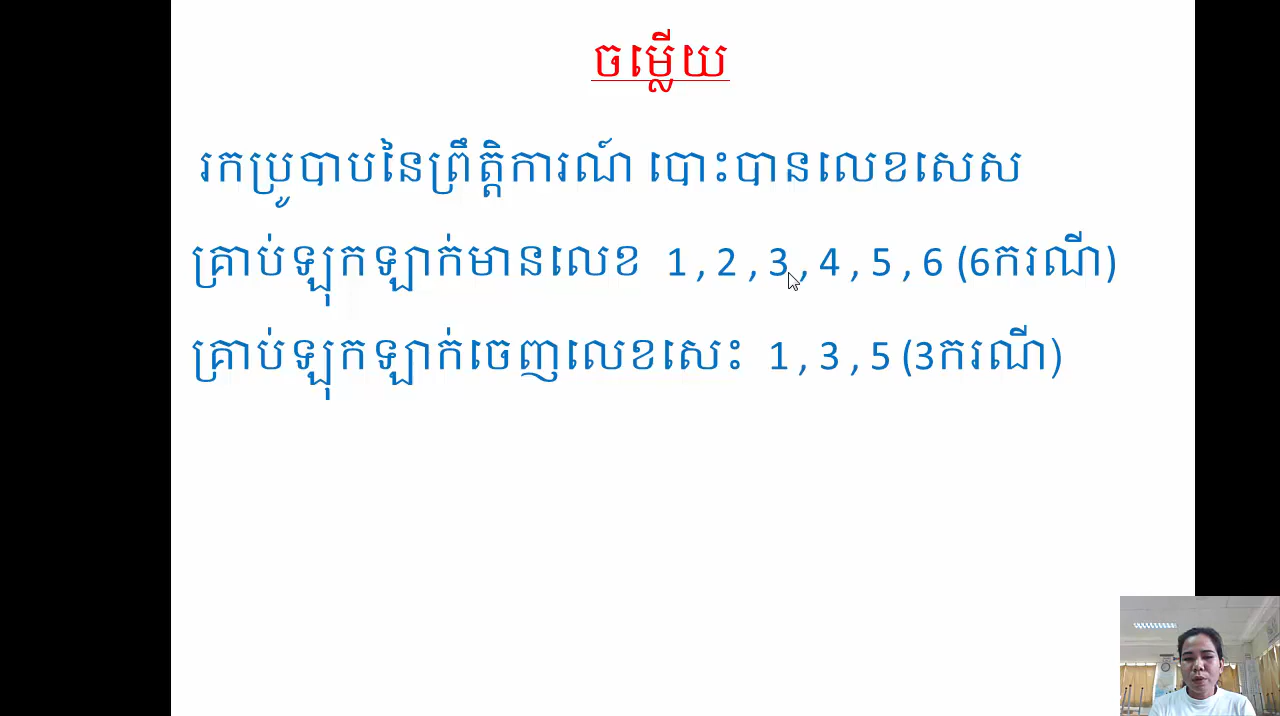 ចម្លើយ
រកប្រូបាបនៃព្រឹត្តិការណ៍ បោះបានលេខសេស
គ្រាប់ឡុកឡាក់មានលេខ 1 , 2 , 3 , 4 , 5 , 6 (6ករណី)
គ្រាប់ឡុកឡាក់ចេញលេខសេះ 1 , 3 , 5 (3ករណី)